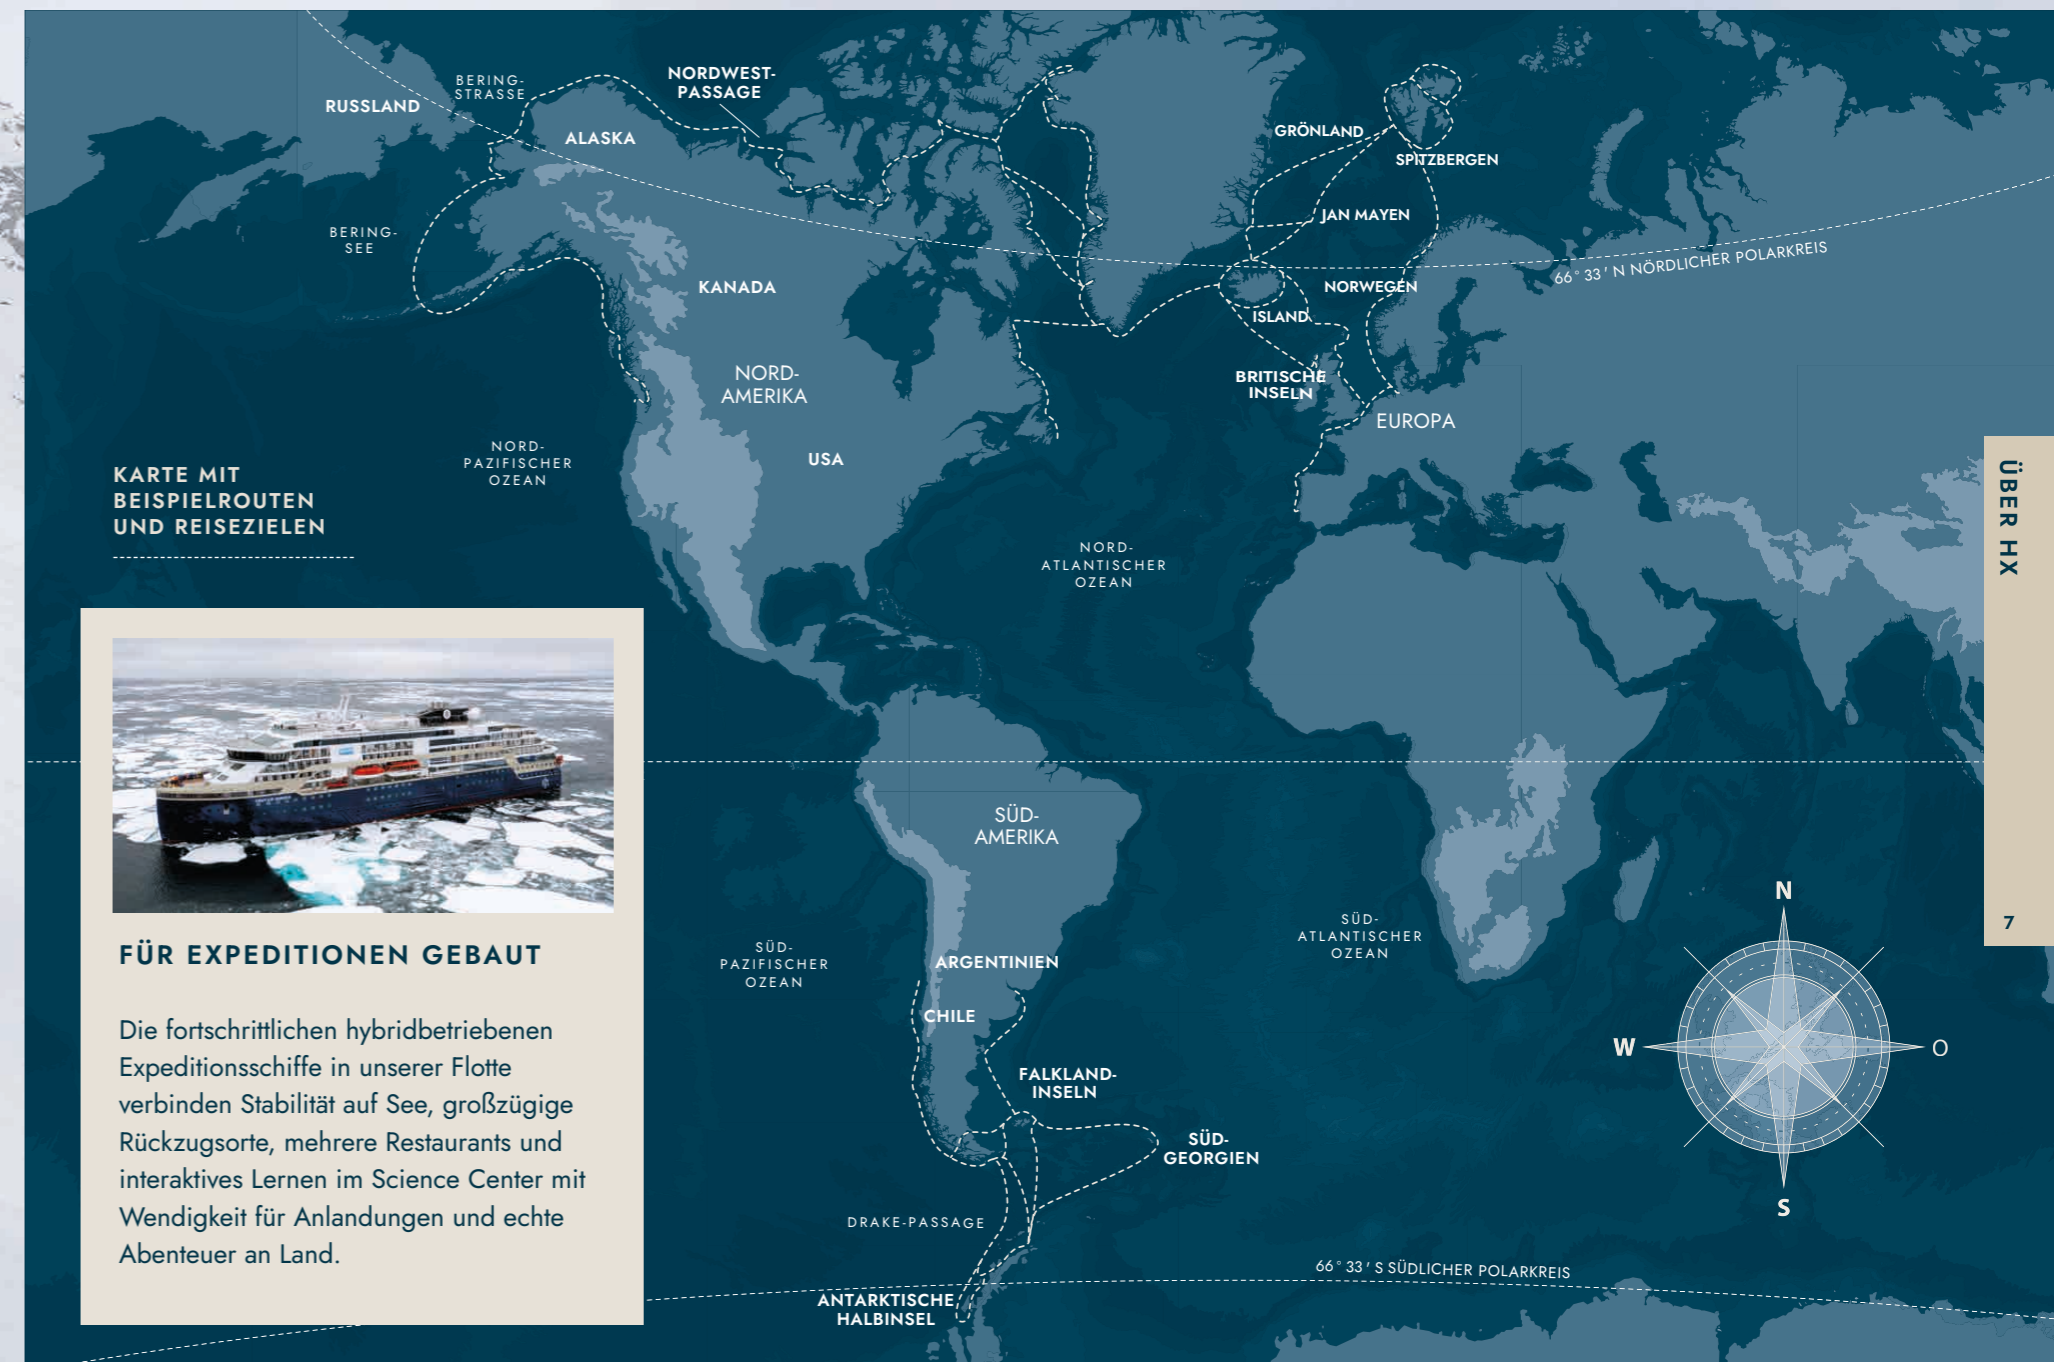 BERING-
STRASSE
NORDWEST-
PASSAGE
RUSSLAND
ALASKA
GRÖNLAND
SPITZBERGEN
JAN MAYEN
BERING-
SEE
66° 33' N NÖRDLICHER POLARKREIS
KANADA
NORWEGEN
ISLAND
NORD-
AMERIKA
BRITISCHE
INSELN
EUROPA
USA
NORD-
PAZIFISCHER
OZEAN
KARTE MIT
BEISPIELROUTEN
UND REISEZIELEN
NORD-
ATLANTISCHER
OZEAN
ÜBER HX
7
FÜR EXPEDITIONEN GEBAUT
Die fortschrittlichen hybridbetriebenen
Expeditionsschiffe in unserer Flotte
verbinden Stabilität auf See, großzügige
Rückzugsorte, mehrere Restaurants und
interaktives Lernen im Science Center mit
Wendigkeit für Anlandungen und echte
Abenteuer an Land.
SÜD-
AMERIKA
SÜD-
PAZIFISCHER
OZEAN
SÜD-
ATLANTISCHER
OZEAN
ARGENTINIEN
CHILE
FALKLAND-
INSELN
SÜD-
GEORGIEN
DRAKE-PASSAGE
66° 33' S SÜDLICHER POLARKREIS
ANTARKTISCHE
HALBINSEL
N
W
O
S